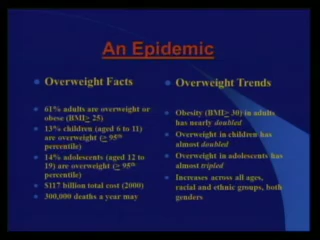 An Epidemic
Overweight Facts
61% adults are overweight or
obese (BMI≥ 25)
13% children (aged 6 to 11)
are overweight (≥ 95th
percentile)
14% adolescents (aged 12 to
19) are overweight (≥ 95th
percentile)
$117 billion total cost (2000)
300,000 deaths a year may
Overweight Trends
Obesity (BMI≥ 30) in adults
has nearly doubled
Overweight in children has
almost doubled
Overweight in adolescents has
almost tripled
Increases across all ages,
racial and ethnic groups, both
genders